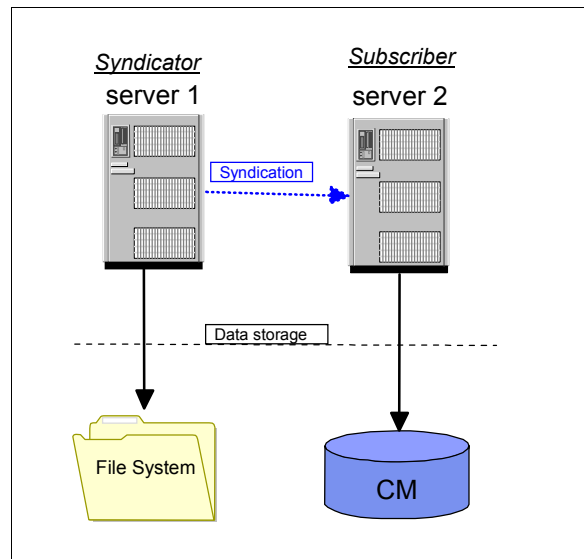 Syndicator
Subscriber
server 1
server 2
Syndication
Data storage
File System
CM